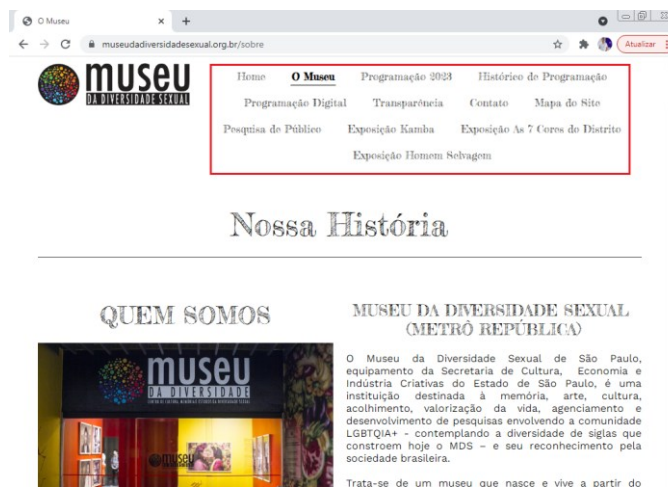 O Museu
museudadiversidadesexual.org.br/sobre
Atualizar
museu
DA DIVERSIDADE SEXUAL
Home O Museu Programação 2023 Histórico de Programação
Programação Digital Transparência Contato Mapa do Site
Pesquisa de Público Exposição Kamba Exposição As 7 Cores do Distrito
Exposição Homem Selvagem
Nossa História
QUEM SOMOS
museu
DA DIVERSIDADE
museu
MUSEU DA DIVERSIDADE SEXUAL
(METRÔ REPÚBLICA)
O Museu da Diversidade Sexual de São Paulo,
equipamento da Secretaria de Cultura, Economia e
Indústria Criativas do Estado de São Paulo, é uma
instituição destinada à memória, arte, cultura,
acolhimento, valorização da vida, agenciamento e
desenvolvimento de pesquisas envolvendo a comunidade
LGBTQIA+ - contemplando a diversidade de siglas que
constroem hoje o MDS – e seu reconhecimento pela
sociedade brasileira.
Trata-se de um museu que nasce e vive a partir do